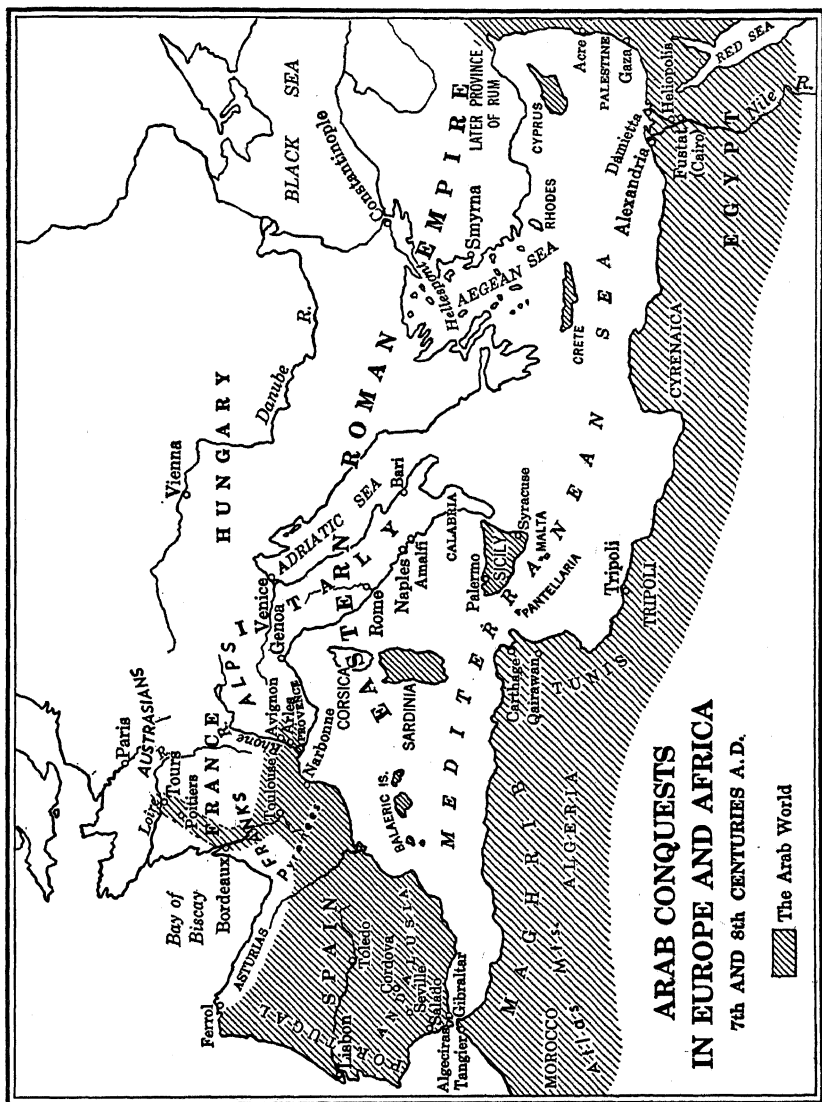 ARAB CONQUESTS
IN EUROPE AND AFRICA
7th AND 8th CENTURIES A.D.
The Arab World
Paris
AUSTRASIANS
Loire
Tours
Poitiers
FRANCE
FRANKS
Bay of
Biscay
Bordeaux
Toulouse
Rhone
R.
Avignon
Arles
PROVENCE
Narbonne
Pyrenees
ALPS
Vienna
HUNGARY
Danube
R.
BLACK SEA
Constantinople
Venice
Genoa
ITALY
ADRIATIC SEA
Rome
Naples
Amalfi
Bari
CALABRIA
EASTERN ROMAN EMPIRE
LATER PROVINCE
OF RUM
Hellespont
Smyrna
AEGEAN SEA
RHODES
CYPRUS
CRETE
Acre
PALESTINE
Gaza
RED SEA
Heliopolis
Damietta
Alexandria
Fustat
(Cairo)
Nile
R.
EGYPT
CYRENAICA
MEDITERRANEAN SEA
CORSICA
SARDINIA
BALAERIC IS.
Palermo
SICILY
Syracuse
MALTA
PANTELLARIA
Tripoli
TRIPOLI
Carthage
Qairawan
TUNIS
MAGHRIB
ALGERIA
MOROCCO
Atlas Mts.
Ferrol
ASTURIAS
SPAIN
PORTUGAL
Lisbon
Toledo
Cordova
ANDALUSIA
Seville
Salado
Algeciras
Gibraltar
Tangier